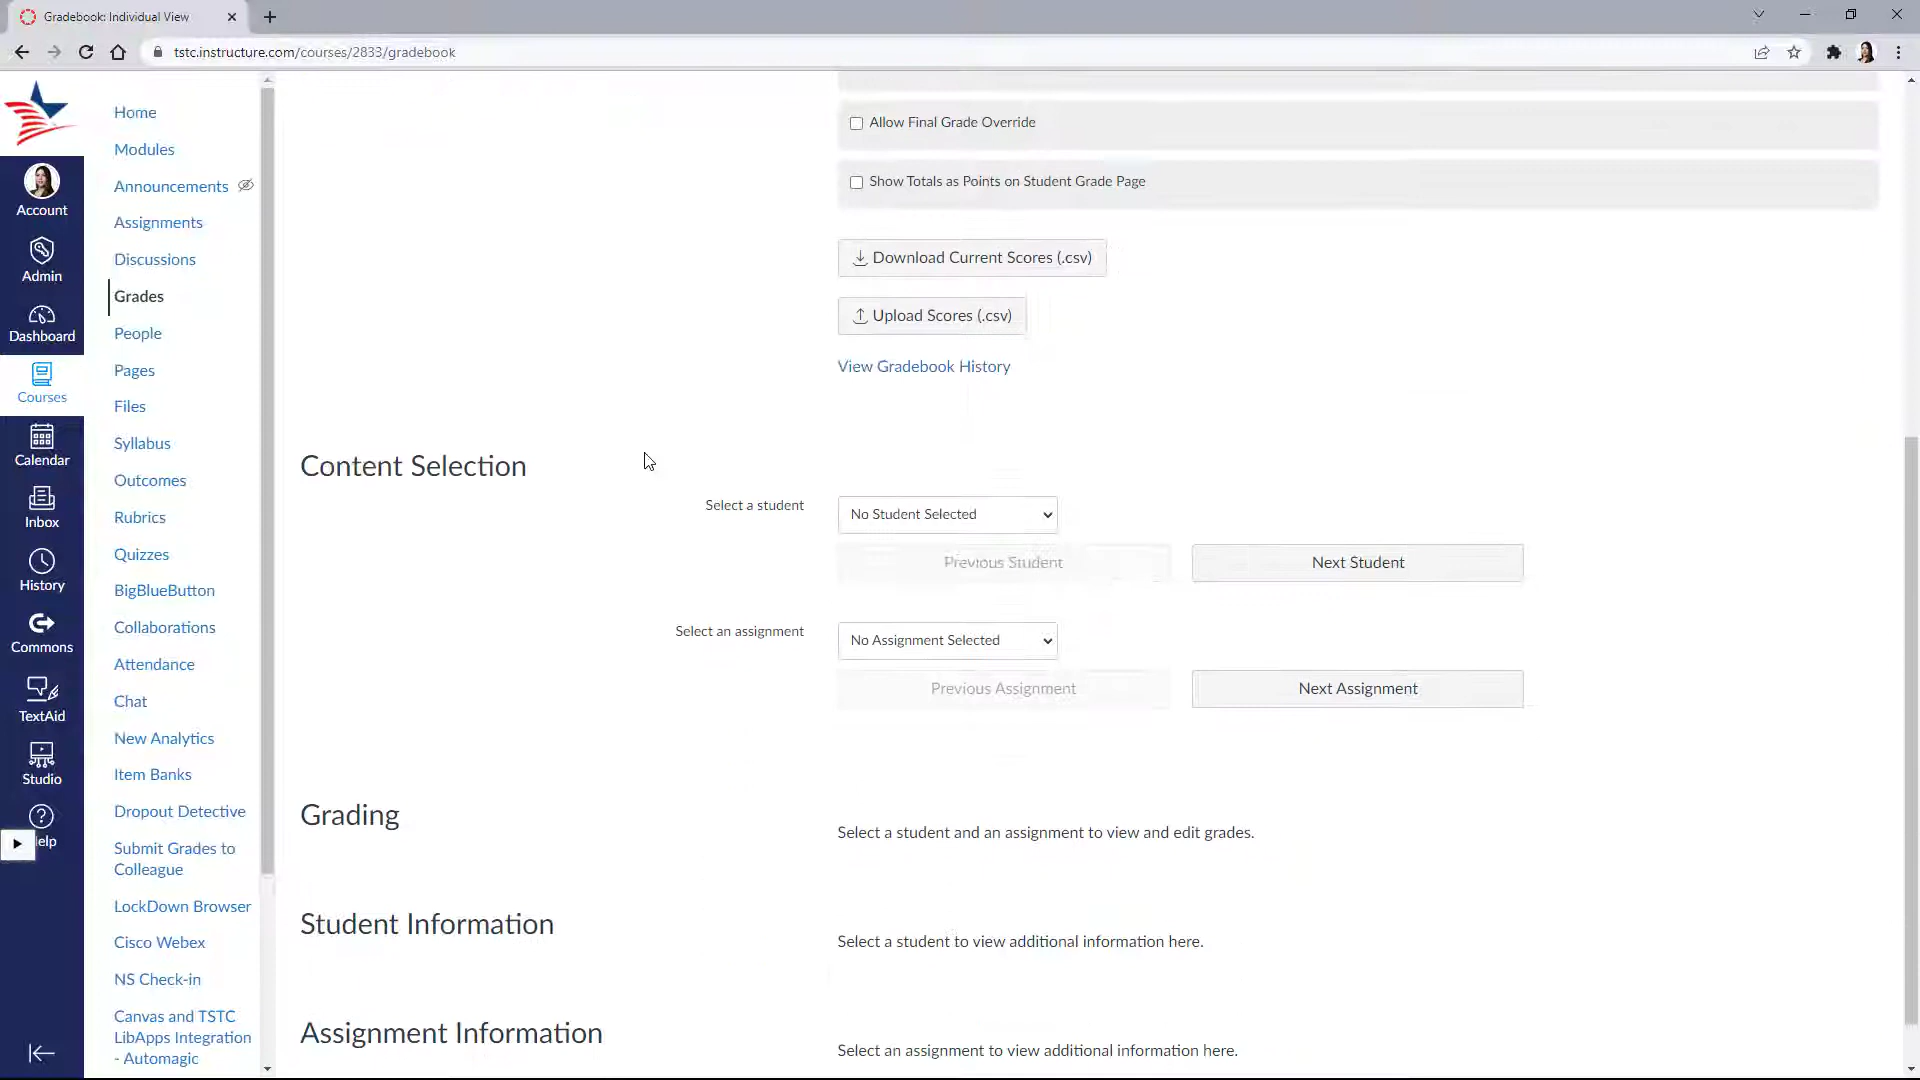 Gradebook: Individual View
tstc.instructure.com/courses/2833/gradebook
Account
Admin
Dashboard
Courses
Calendar
Inbox
History
Commons
TextAid
Studio
elp
Home
Modules
Announcements
Assignments
Discussions
Grades
People
Pages
Files
Syllabus
Outcomes
Rubrics
Quizzes
BigBlueButton
Collaborations
Attendance
Chat
New Analytics
Item Banks
Dropout Detective
Submit Grades to
Colleague
LockDown Browser
Cisco Webex
NS Check-in
Canvas and TSTC
LibApps Integration
- Automagic
Allow Final Grade Override
Show Totals as Points on Student Grade Page
Download Current Scores (.csv)
Upload Scores (.csv)
View Gradebook History
Content Selection
Select a student
No Student Selected
Previous Student
Next Student
Select an assignment
No Assignment Selected
Previous Assignment
Next Assignment
Grading
Select a student and an assignment to view and edit grades.
Student Information
Select a student to view additional information here.
Assignment Information
Select an assignment to view additional information here.